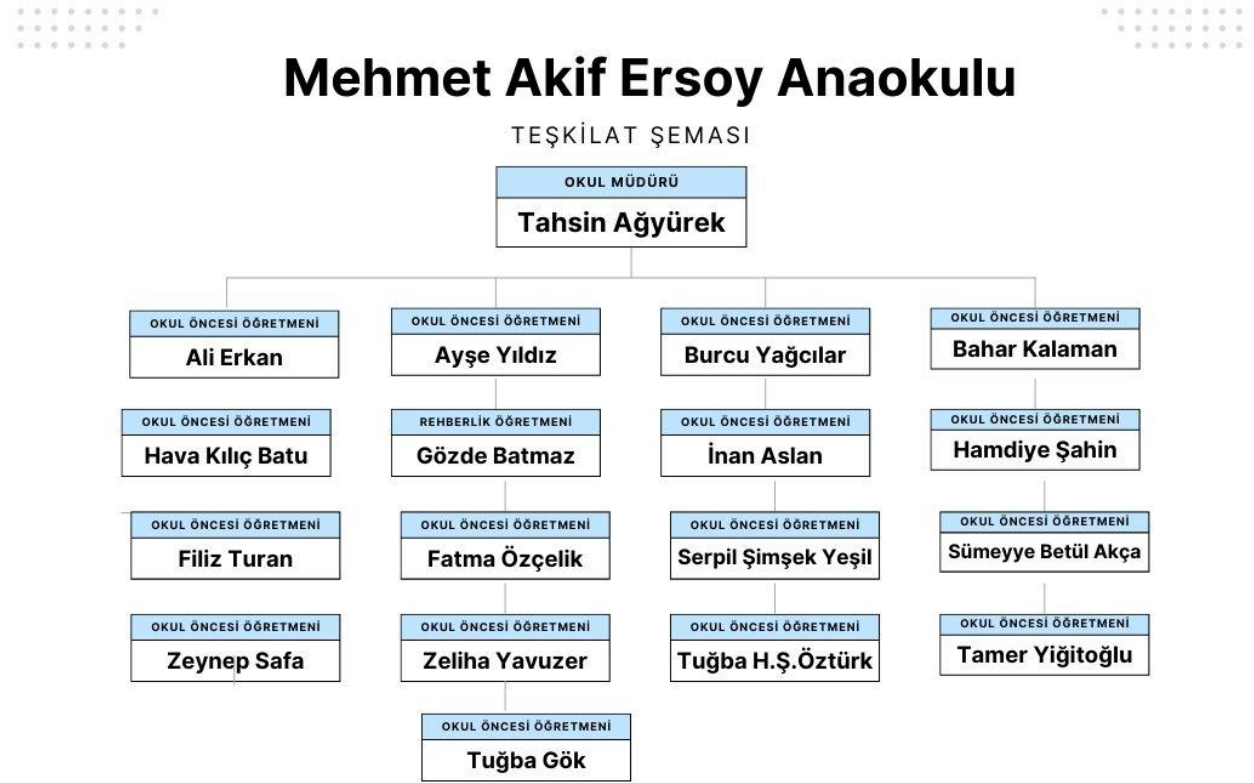 Mehmet Akif Ersoy Anaokulu
TEŞKİLAT ŞEMASI
OKUL MÜDÜRÜ
Tahsin Ağyürek
OKUL ÖNCESİ ÖĞRETMENİ
Ali Erkan
OKUL ÖNCESİ ÖĞRETMENİ
Ayşe Yıldız
OKUL ÖNCESİ ÖĞRETMENİ
Burcu Yağcılar
OKUL ÖNCESİ ÖĞRETMENİ
Bahar Kalaman
OKUL ÖNCESİ ÖĞRETMENİ
Hava Kılıç Batu
REHBERLİK ÖĞRETMENİ
Gözde Batmaz
OKUL ÖNCESİ ÖĞRETMENİ
İnan Aslan
OKUL ÖNCESİ ÖĞRETMENİ
Hamdiye Şahin
OKUL ÖNCESİ ÖĞRETMENİ
Filiz Turan
OKUL ÖNCESİ ÖĞRETMENİ
Fatma Özçelik
OKUL ÖNCESİ ÖĞRETMENİ
Serpil Şimşek Yeşil
OKUL ÖNCESİ ÖĞRETMENİ
Sümeyye Betül Akça
OKUL ÖNCESİ ÖĞRETMENİ
Zeynep Safa
OKUL ÖNCESİ ÖĞRETMENİ
Zeliha Yavuzer
OKUL ÖNCESİ ÖĞRETMENİ
Tuğba H.Ş.Öztürk
OKUL ÖNCESİ ÖĞRETMENİ
Tamer Yiğitoğlu
OKUL ÖNCESİ ÖĞRETMENİ
Tuğba Gök